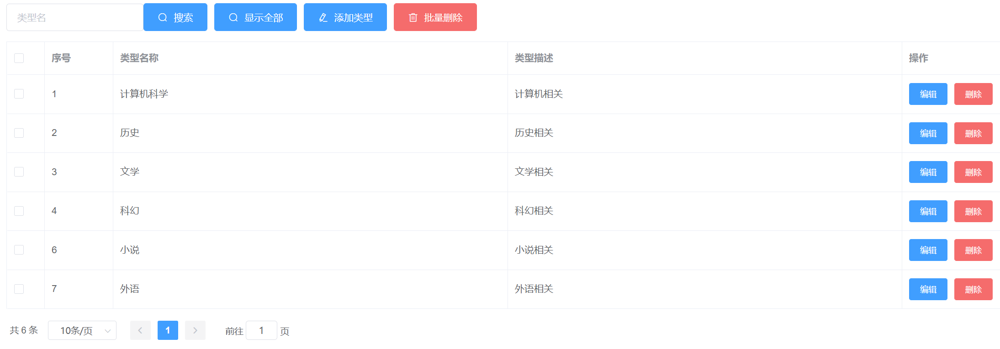 类型名 搜索 显示全部 添加类型 批量删除
序号 类型名称 类型描述 操作
1 计算机科学 计算机相关 编辑 删除
2 历史 历史相关 编辑 删除
3 文学 文学相关 编辑 删除
4 科幻 科幻相关 编辑 删除
6 小说 小说相关 编辑 删除
7 外语 外语相关 编辑 删除
共 6 条 10条/页 1 前往 1 页